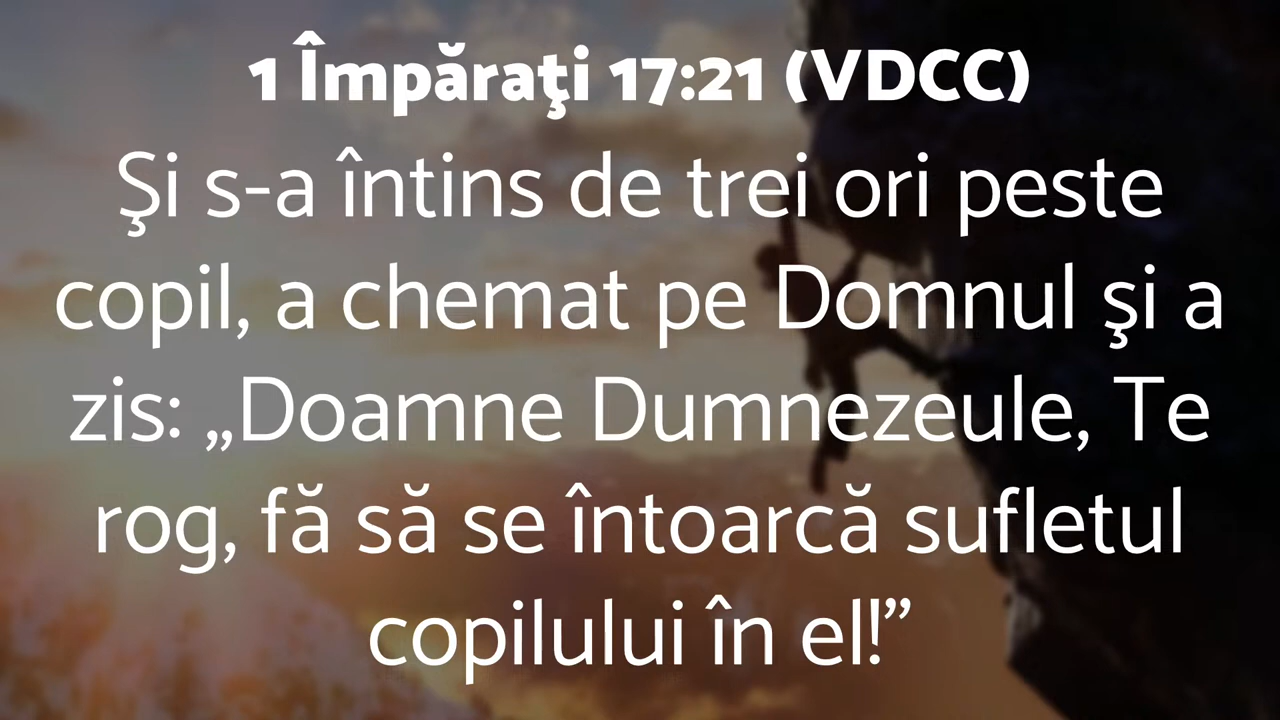 1 Împăraţi 17:21 (VDCC)
Şi s-a întins de trei ori peste
copil, a chemat pe Domnul şi a
zis: „Doamne Dumnezeule, Te
rog, fă să se întoarcă sufletul
copilului în el!”